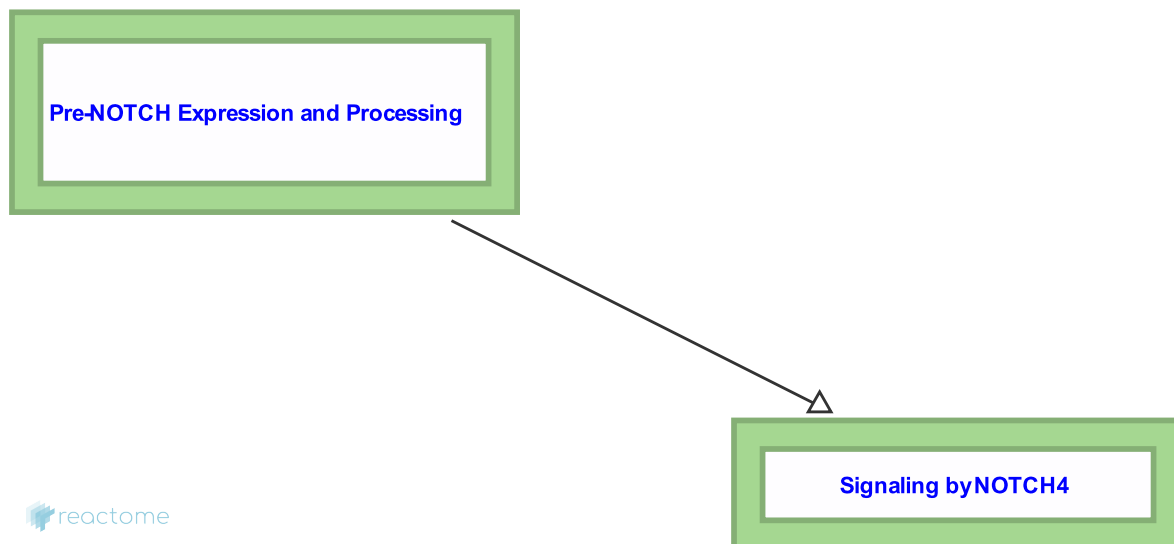 Pre-NOTCH Expression and Processing
Signaling by NOTCH4
reactome